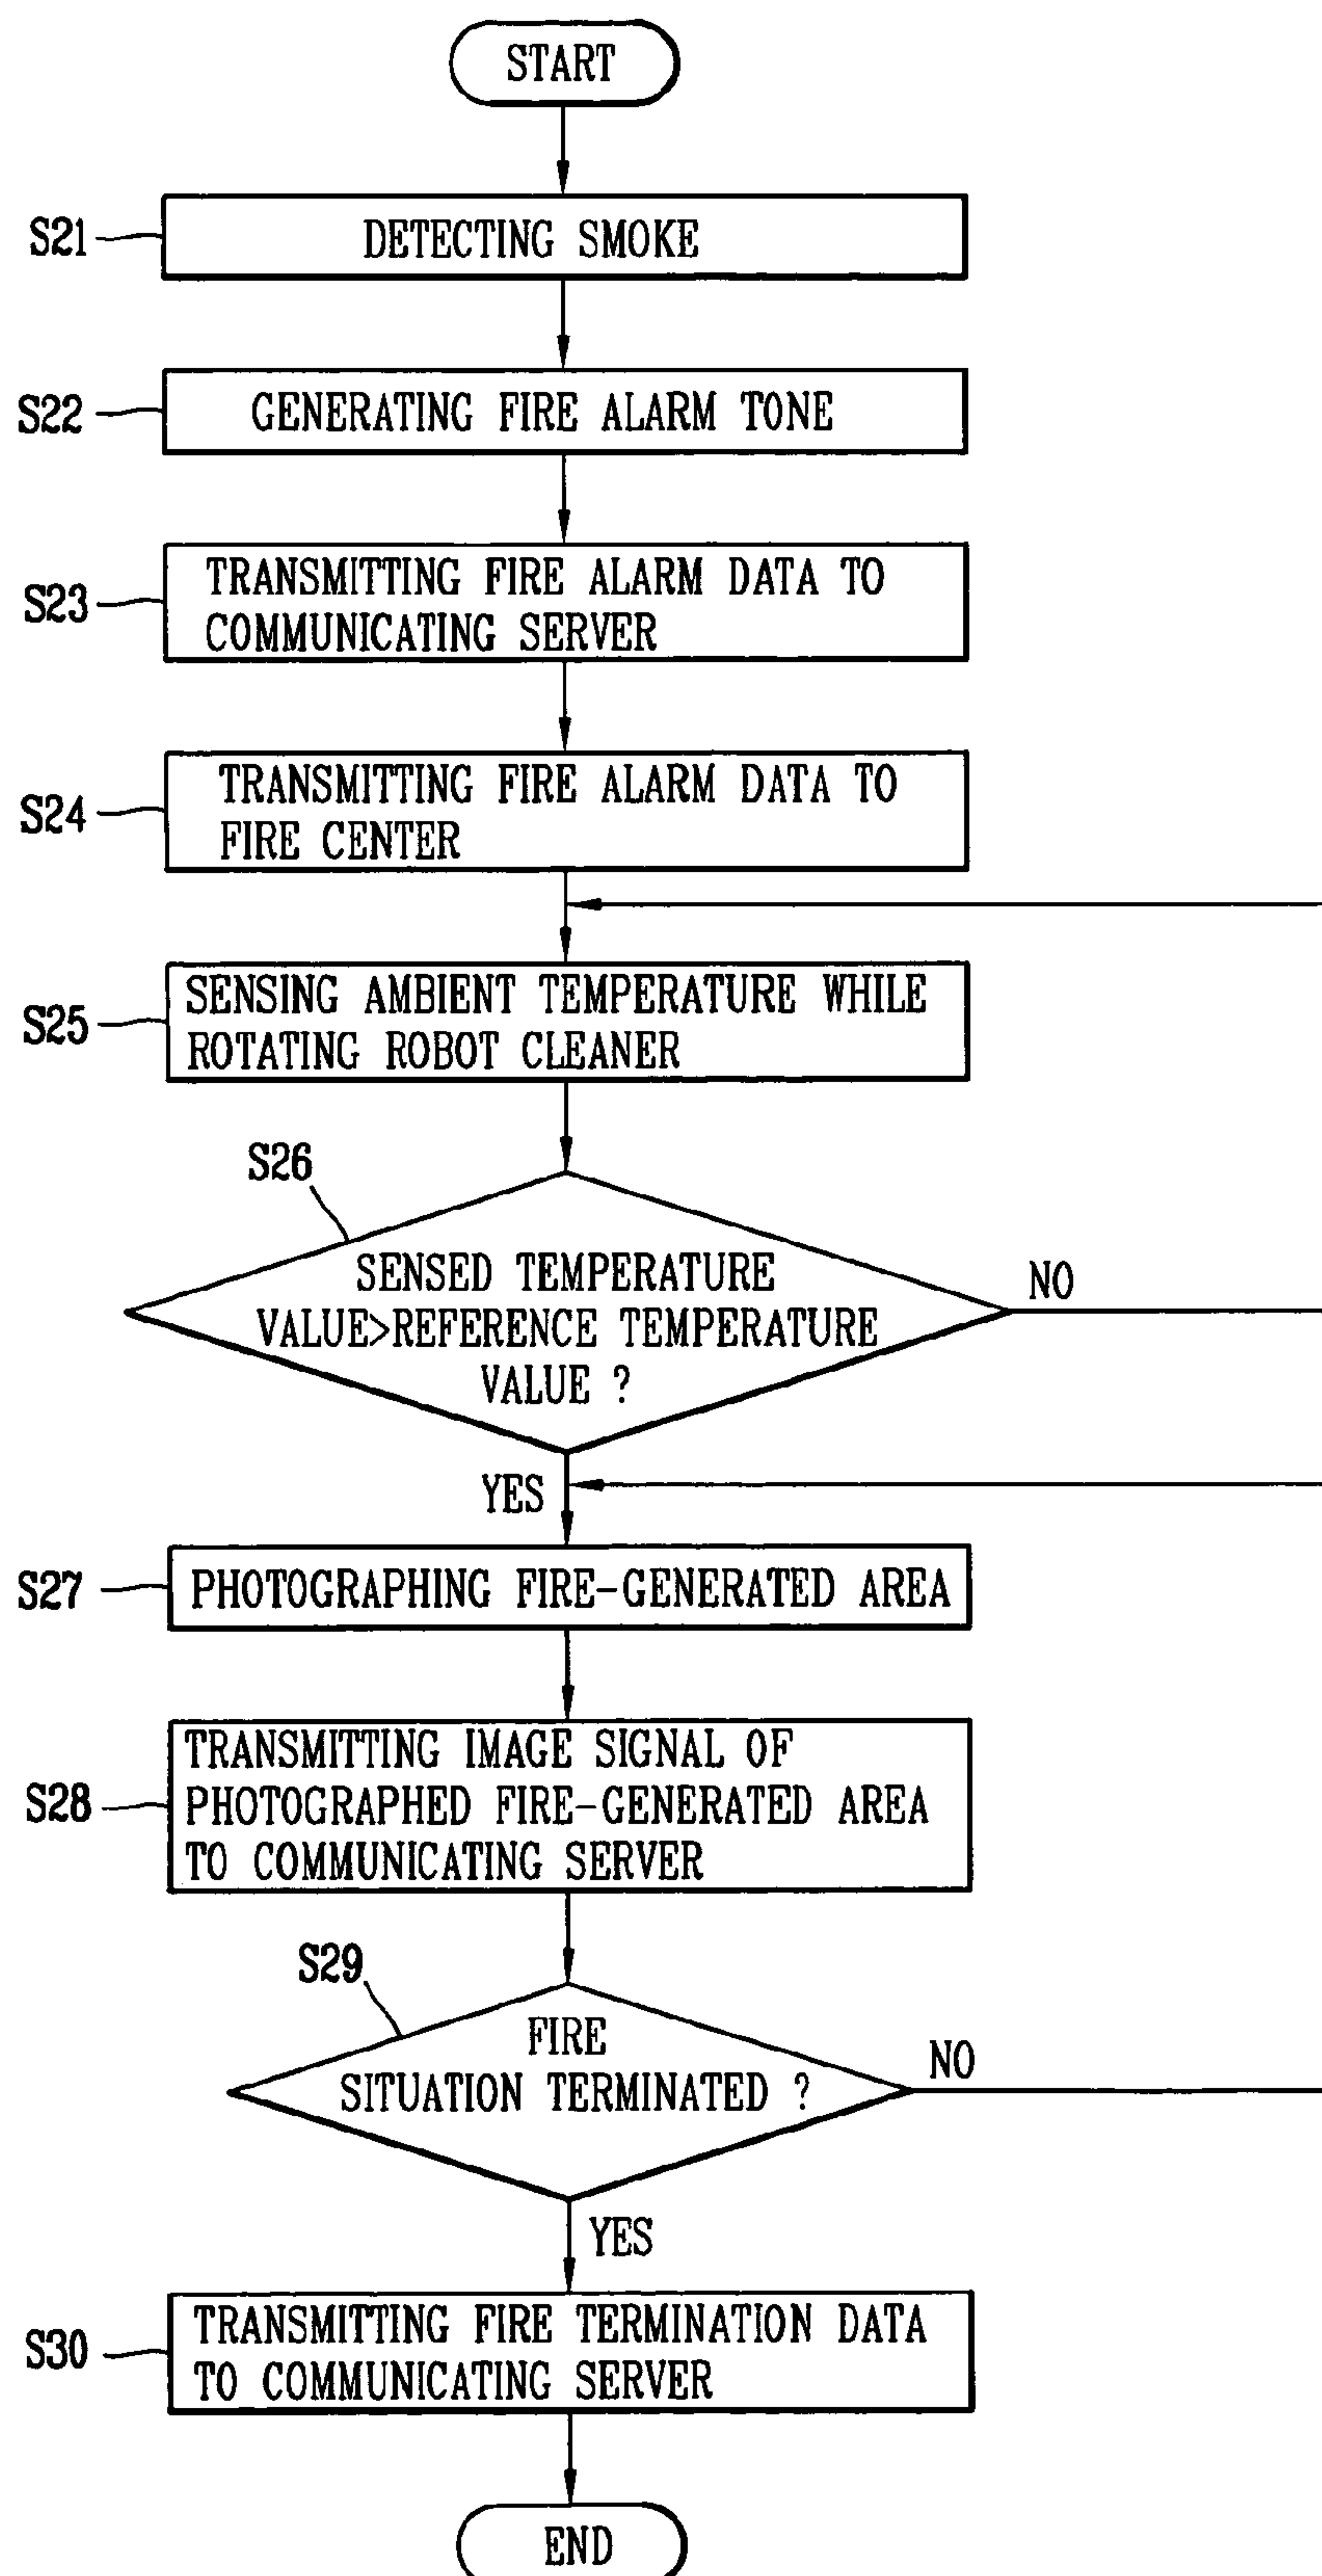 START
S21
DETECTING SMOKE
S22
GENERATING FIRE ALARM TONE
S23
TRANSMITTING FIRE ALARM DATA TO
COMMUNICATING SERVER
S24
TRANSMITTING FIRE ALARM DATA TO
FIRE CENTER
S25
SENSING AMBIENT TEMPERATURE WHILE
ROTATING ROBOT CLEANER
S26
SENSED TEMPERATURE
VALUE>REFERENCE TEMPERATURE
VALUE ?
NO
YES
S27
PHOTOGRAPHING FIRE-GENERATED AREA
S28
TRANSMITTING IMAGE SIGNAL OF
PHOTOGRAPHED FIRE-GENERATED AREA
TO COMMUNICATING SERVER
S29
FIRE
SITUATION TERMINATED ?
NO
YES
S30
TRANSMITTING FIRE TERMINATION DATA
TO COMMUNICATING SERVER
END